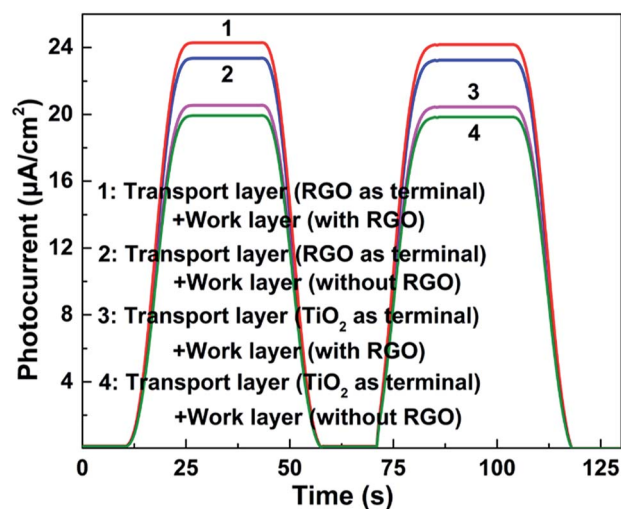 24
20
16
12
8
4
Photocurrent (µA/cm²)
1
2
3
4
1: Transport layer (RGO as terminal)
+Work layer (with RGO)
2: Transport layer (RGO as terminal)
+Work layer (without RGO)
3: Transport layer (TiO₂ as terminal)
+Work layer (with RGO)
4: Transport layer (TiO₂ as terminal)
+Work layer (without RGO)
0 25 50 75 100 125
Time (s)